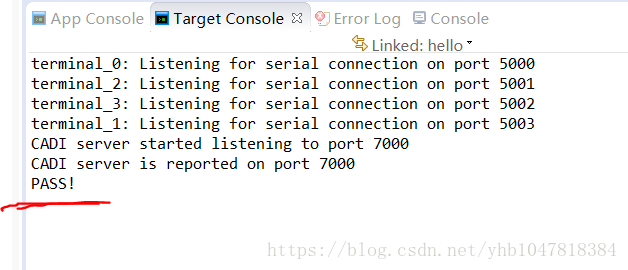 App Console Target Console Error Log Console
Linked: hello
terminal_0: Listening for serial connection on port 5000
terminal_2: Listening for serial connection on port 5001
terminal_3: Listening for serial connection on port 5002
terminal_1: Listening for serial connection on port 5003
CADI server started listening to port 7000
CADI server is reported on port 7000
PASS!
https://blog.csdn.net/yhb1047818384